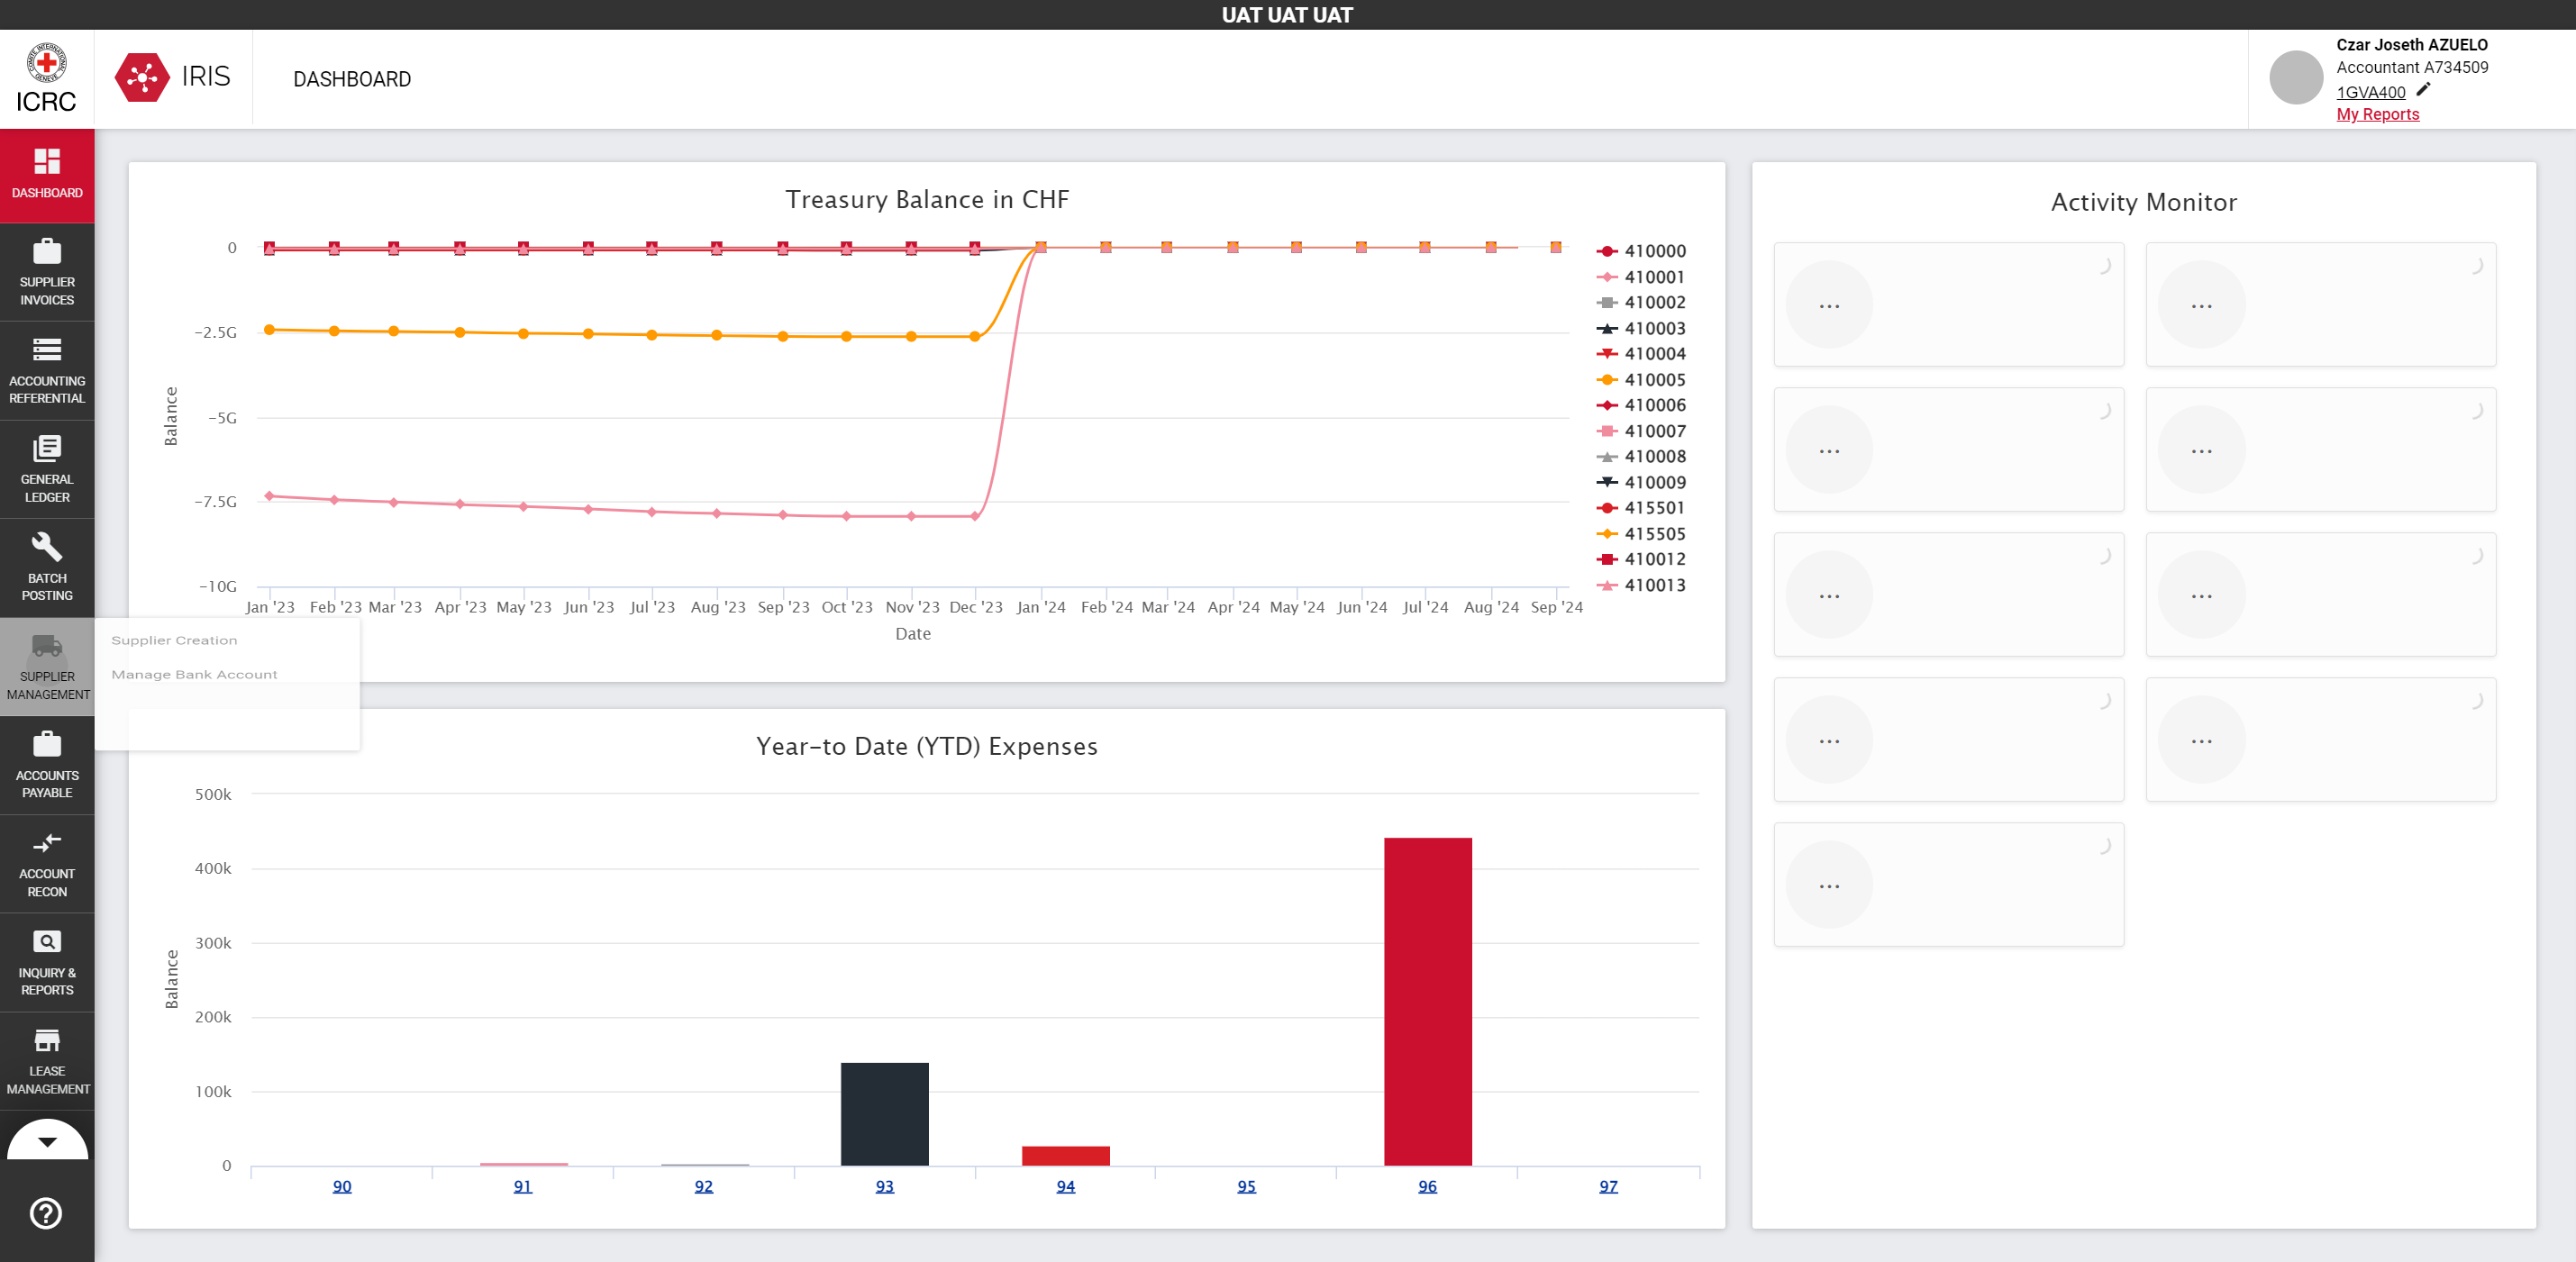 UAT UAT UAT
ICRC
IRIS
DASHBOARD
Czar Joseth AZUELO
Accountant A734509
1GVA400
My Reports
DASHBOARD
SUPPLIER
INVOICES
ACCOUNTING
REFERENTIAL
GENERAL
LEDGER
BATCH
POSTING
SUPPLIER
MANAGEMENT
Supplier Creation
Manage Bank Account
ACCOUNTS
PAYABLE
ACCOUNT
RECON
INQUIRY &
REPORTS
LEASE
MANAGEMENT
Treasury Balance in CHF
0
−2.5G
−5G
−7.5G
−10G
Balance
Jan '23 Feb '23 Mar '23 Apr '23 May '23 Jun '23 Jul '23 Aug '23 Sep '23 Oct '23 Nov '23 Dec '23 Jan '24 Feb '24 Mar '24 Apr '24 May '24 Jun '24 Jul '24 Aug '24 Sep '24
Date
410000
410001
410002
410003
410004
410005
410006
410007
410008
410009
415501
415505
410012
410013
Year-to Date (YTD) Expenses
500k
400k
300k
200k
100k
0
Balance
90 91 92 93 94 95 96 97
Activity Monitor
... ...
... ...
... ...
... ...
...